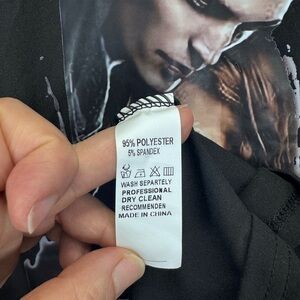 95% POLYESTER
5% SPANDEX
WASH SEPARTELY
PROFESSIONAL
DRY CLEAN
RECOMMENDEN
MADE IN CHINA